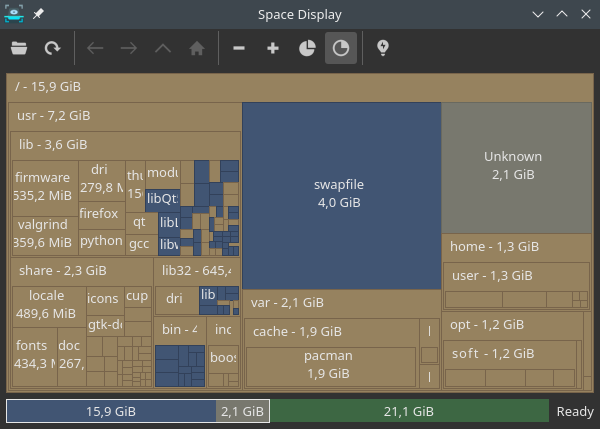 Space Display
/ - 15,9 GiB
usr - 7,2 GiB
lib - 3,6 GiB
firmware
535,2 MiB
dri
279,8 M
thu
15
modu
libQt
valgrind
359,6 MiB
firefox
python
qt
gcc
libL
share - 2,3 GiB
locale
489,6 MiB
icons
cup
gtk-do
fonts
434,3 M
doc
267,
lib32 - 645,4
dri
lib
bin - 4
inc
boos
swapfile
4,0 GiB
var - 2,1 GiB
cache - 1,9 GiB
pacman
1,9 GiB
Unknown
2,1 GiB
home - 1,3 GiB
user - 1,3 GiB
opt - 1,2 GiB
soft - 1,2 GiB
15,9 GiB
2,1 GiB
21,1 GiB
Ready